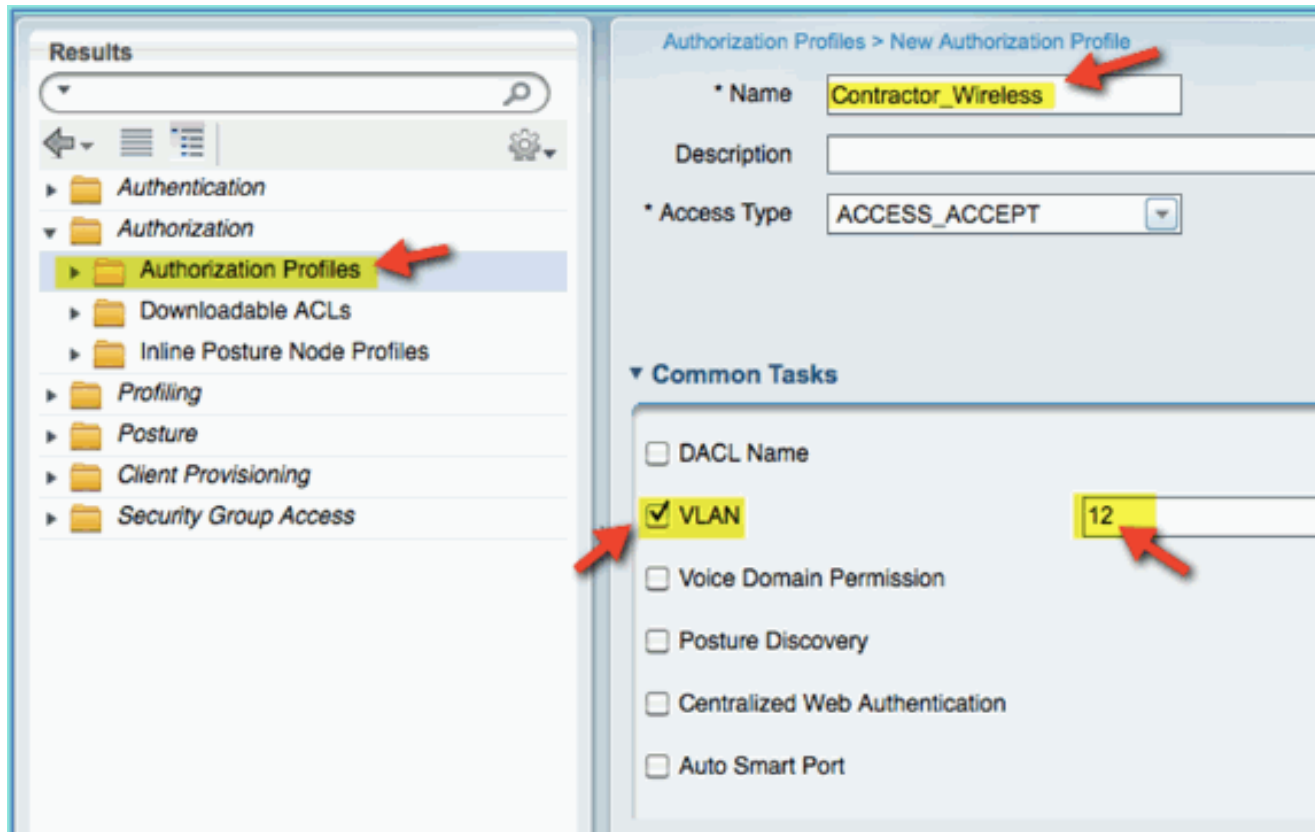 Results
Authentication
Authorization
Authorization Profiles
Downloadable ACLs
Inline Posture Node Profiles
Profiling
Posture
Client Provisioning
Security Group Access
Authorization Profiles > New Authorization Profile
* Name Contractor_Wireless
Description
* Access Type ACCESS_ACCEPT
Common Tasks
DACL Name
VLAN 12
Voice Domain Permission
Posture Discovery
Centralized Web Authentication
Auto Smart Port